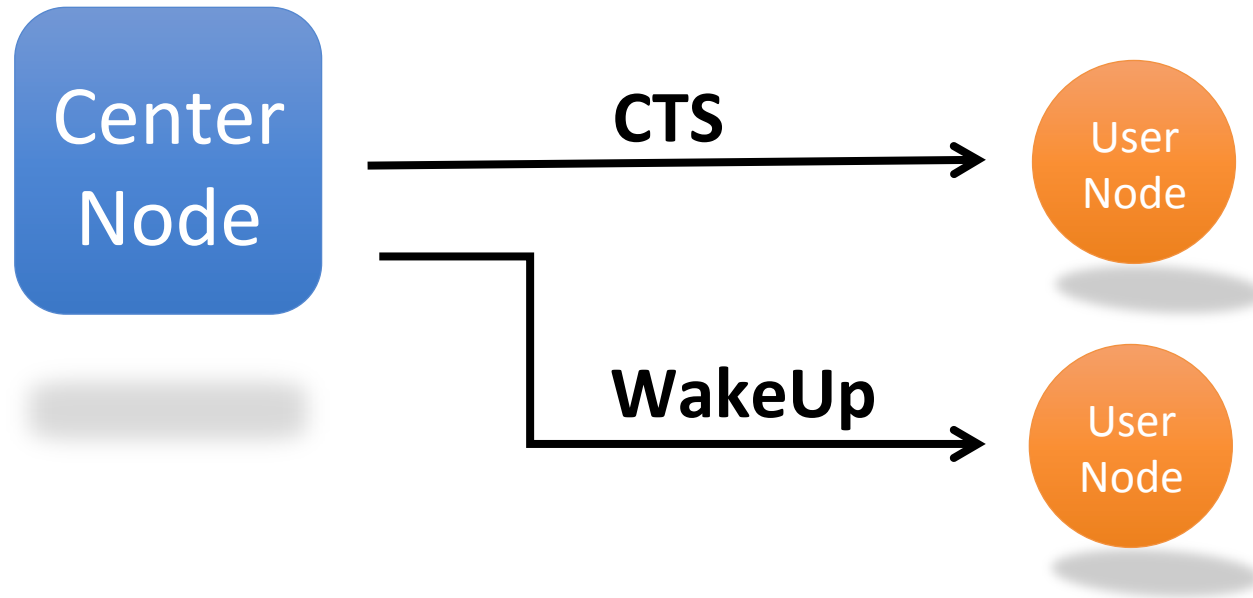 Center
Node
CTS
User
Node
WakeUp
User
Node